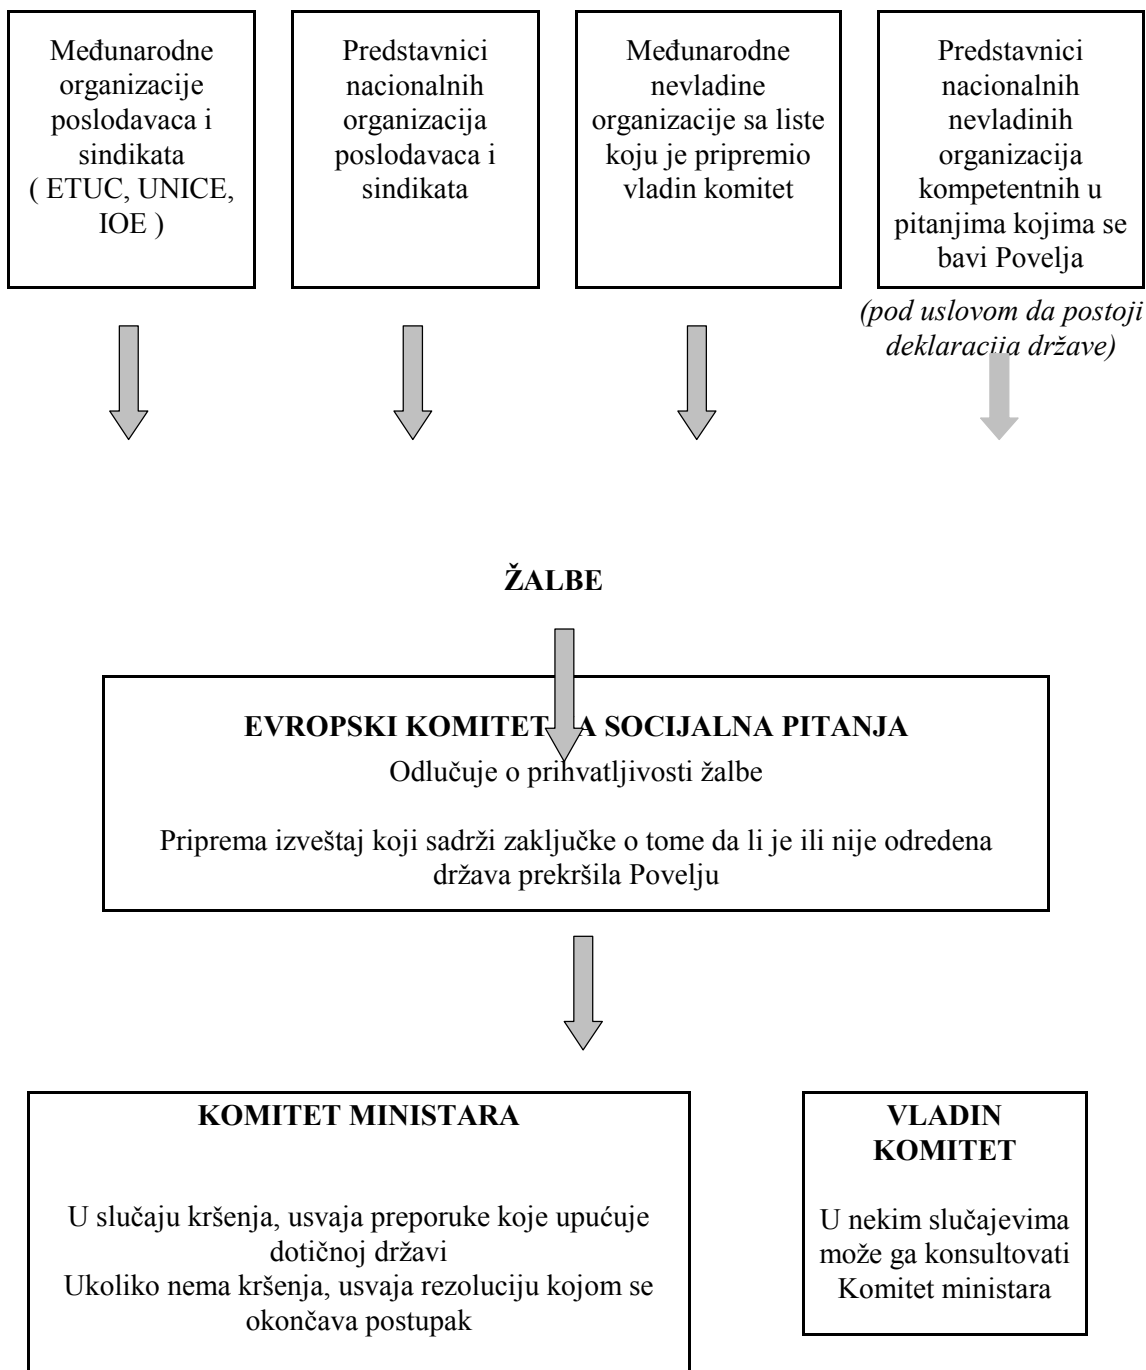 Međunarodne
organizacije
poslodavaca i
sindikata
( ETUC, UNICE,
IOE )
Predstavnici
nacionalnih
organizacija
poslodavaca i
sindikata
Međunarodne
nevladine
organizacije sa liste
koju je pripremio
vladin komitet
Predstavnici
nacionalnih
nevladinih
organizacija
kompetentnih u
pitanjima kojima se
bavi Povelja
(pod uslovom da postoji
deklaracija države)
ŽALBE
EVROPSKI KOMITET A SOCIJALNA PITANJA
Odlučuje o prihvatljivosti žalbe
Priprema izveštaj koji sadrži zaključke o tome da li je ili nije odredena
država prekršila Povelju
KOMITET MINISTARA
U slučaju kršenja, usvaja preporuke koje upućuje
dotičnoj državi
Ukoliko nema kršenja, usvaja rezoluciju kojom se
okončava postupak
VLADIN
KOMITET
U nekim slučajevima
može ga konsultovati
Komitet ministara